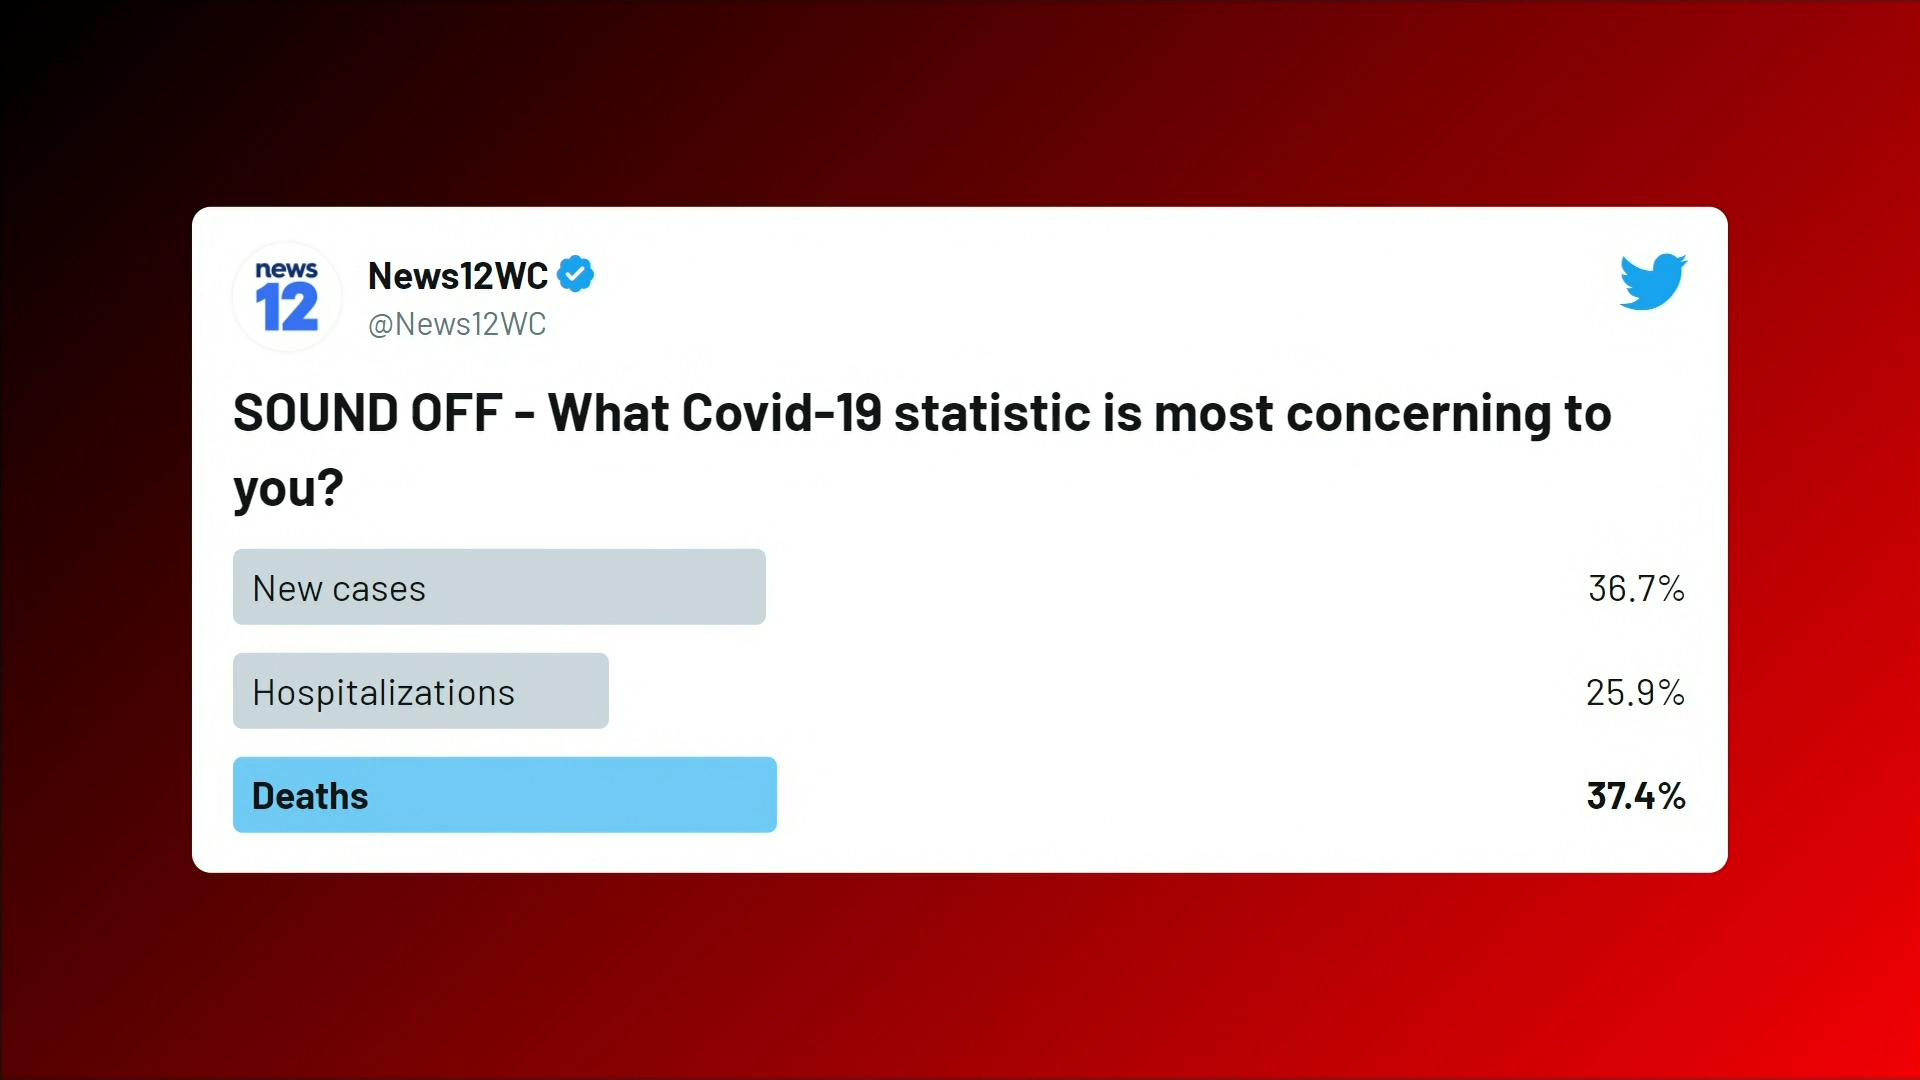 news
12
News12WC
@News12WC
SOUND OFF - What Covid-19 statistic is most concerning to
you?
New cases 36.7%
Hospitalizations 25.9%
Deaths 37.4%